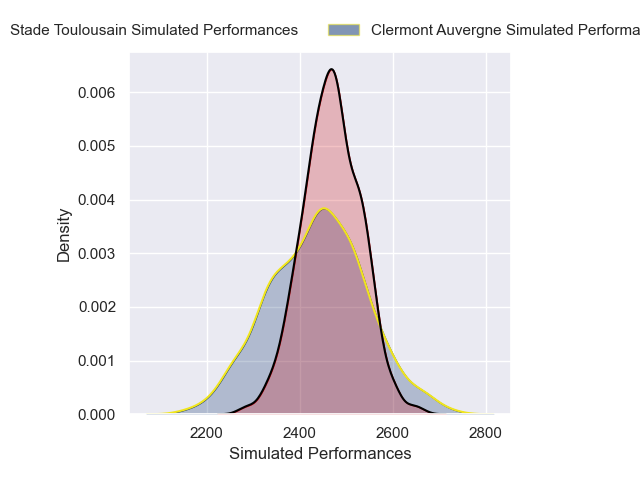 Stade Toulousain Simulated Performances Clermont Auvergne Simulated Performa
0.006
0.005
0.004
0.003
0.002
0.001
0.000
Density
2200 2400 2600 2800
Simulated Performances